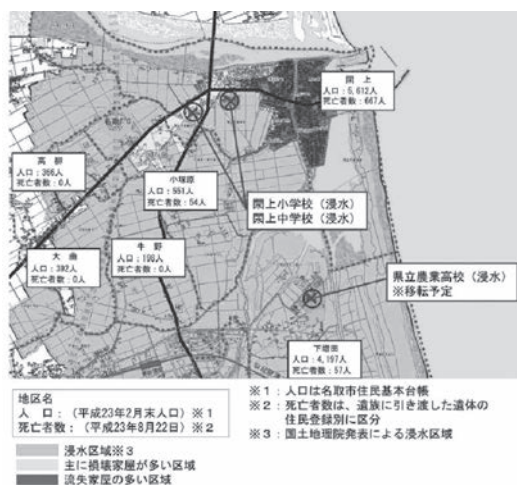 閖上
人口：5,612人
死亡者数：667人
高柳
人口：366人
死亡者数：0人
小塚原
人口：551人
死亡者数：54人
閖上小学校（浸水）
閖上中学校（浸水）
大曲
人口：382人
死亡者数：0人
牛野
人口：190人
死亡者数：0人
県立農業高校（浸水）
※移転予定
下増田
人口：4,197人
死亡者数：57人
地区名
人　口：（平成23年2月末人口）※1
死亡者数：（平成23年8月22日）※2
※1：人口は名取市住民基本台帳
※2：死亡者数は、遺族に引き渡した遺体の
住民登録別に区分
※3：国土地理院発表による浸水区域
浸水区域※3
主に損壊家屋が多い区域
流失家屋の多い区域